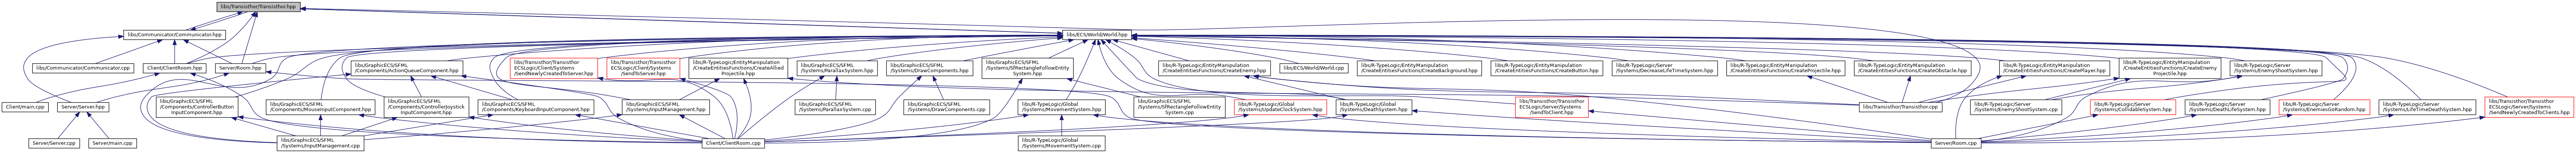 libs/Transisthor/Transisthor.hpp
libs/Communicator/Communicator.hpp
libs/ECS/World/World.hpp
libs/Communicator/Communicator.cpp
Client/ClientRoom.hpp
Server/Room.hpp
libs/GraphicECS/SFML
/Components/ActionQueueComponent.hpp
libs/Transisthor/Transisthor
ECSLogic/Client/Systems
/SendNewlyCreatedToServer.hpp
libs/Transisthor/Transisthor
ECSLogic/Client/Systems
/SendToServer.hpp
libs/R-TypeLogic/EntityManipulation
/CreateEntitiesFunctions/CreateAllied
Projectile.hpp
libs/GraphicECS/SFML
/Systems/ParallaxSystem.hpp
libs/GraphicECS/SFML
/Systems/DrawComponents.hpp
libs/GraphicECS/SFML
/Systems/SfRectangleFollowEntity
System.hpp
libs/R-TypeLogic/EntityManipulation
/CreateEntitiesFunctions/CreateEnemy.hpp
libs/ECS/World/World.cpp
libs/R-TypeLogic/EntityManipulation
/CreateEntitiesFunctions/CreateBackground.hpp
libs/R-TypeLogic/EntityManipulation
/CreateEntitiesFunctions/CreateButton.hpp
libs/R-TypeLogic/Server
/Systems/DecreaseLifeTimeSystem.hpp
libs/R-TypeLogic/EntityManipulation
/CreateEntitiesFunctions/CreateProjectile.hpp
libs/R-TypeLogic/EntityManipulation
/CreateEntitiesFunctions/CreateObstacle.hpp
libs/R-TypeLogic/EntityManipulation
/CreateEntitiesFunctions/CreatePlayer.hpp
libs/R-TypeLogic/EntityManipulation
/CreateEntitiesFunctions/CreateEnemy
Projectile.hpp
libs/R-TypeLogic/Server
/Systems/EnemyShootSystem.hpp
Client/main.cpp
Server/Server.hpp
libs/GraphicECS/SFML
/Components/ControllerButton
InputComponent.hpp
libs/GraphicECS/SFML
/Components/MouseInputComponent.hpp
libs/GraphicECS/SFML
/Components/ControllerJoystick
InputComponent.hpp
libs/GraphicECS/SFML
/Components/KeyboardInputComponent.hpp
libs/GraphicECS/SFML
/Systems/InputManagement.hpp
libs/GraphicECS/SFML
/Systems/ParallaxSystem.cpp
libs/GraphicECS/SFML
/Systems/DrawComponents.cpp
libs/R-TypeLogic/Global
/Systems/MovementSystem.hpp
libs/GraphicECS/SFML
/Systems/SfRectangleFollowEntity
System.cpp
libs/R-TypeLogic/Global
/Systems/UpdateClockSystem.hpp
libs/R-TypeLogic/Global
/Systems/DeathSystem.hpp
libs/Transisthor/Transisthor
ECSLogic/Server/Systems
/SendToClient.hpp
libs/Transisthor/Transisthor.cpp
libs/R-TypeLogic/Server
/Systems/EnemyShootSystem.cpp
libs/R-TypeLogic/Server
/Systems/CollidableSystem.hpp
libs/R-TypeLogic/Server
/Systems/DeathLifeSystem.hpp
libs/R-TypeLogic/Server
/Systems/EnemiesGoRandom.hpp
libs/R-TypeLogic/Server
/Systems/LifeTimeDeathSystem.hpp
libs/Transisthor/Transisthor
ECSLogic/Server/Systems
/SendNewlyCreatedToClients.hpp
Server/Server.cpp
Server/main.cpp
libs/GraphicECS/SFML
/Systems/InputManagement.cpp
Client/ClientRoom.cpp
libs/R-TypeLogic/Global
/Systems/MovementSystem.cpp
Server/Room.cpp